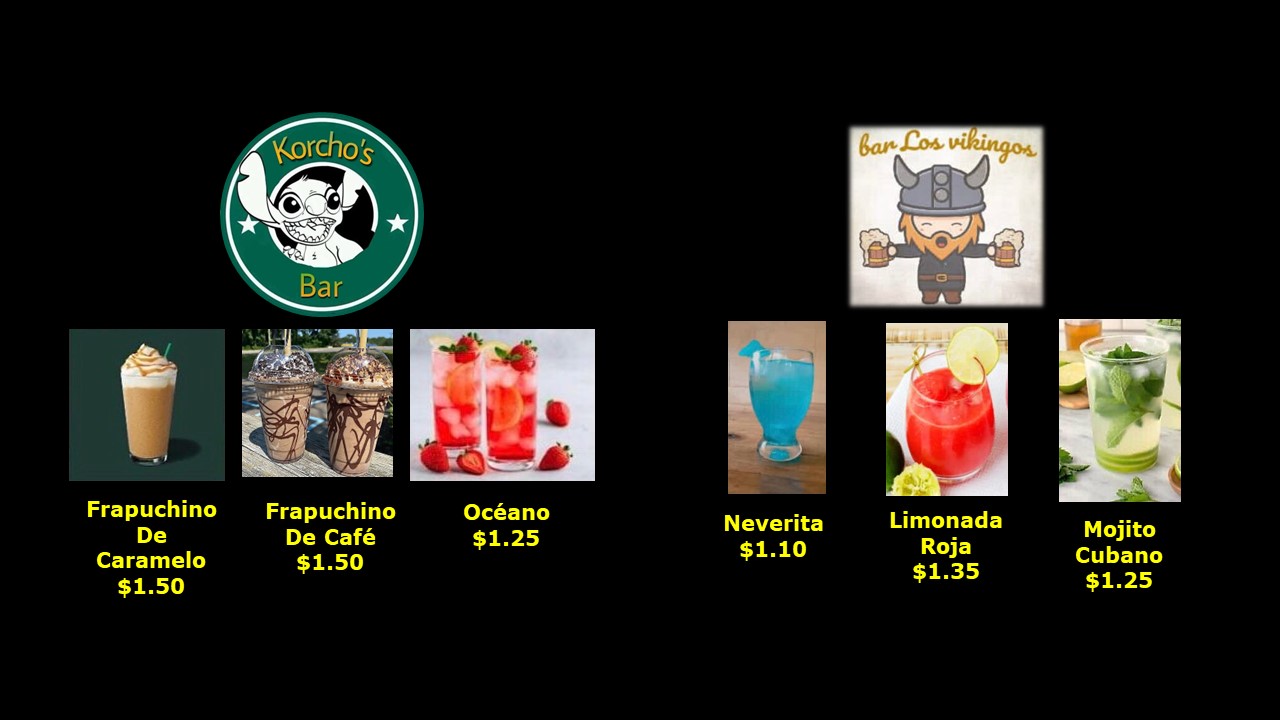 Korcho's
Bar
bar Los vikingos
Frapuchino
De
Caramelo
$1.50
Frapuchino
De Café
$1.50
Océano
$1.25
Neverita
$1.10
Limonada
Roja
$1.35
Mojito
Cubano
$1.25